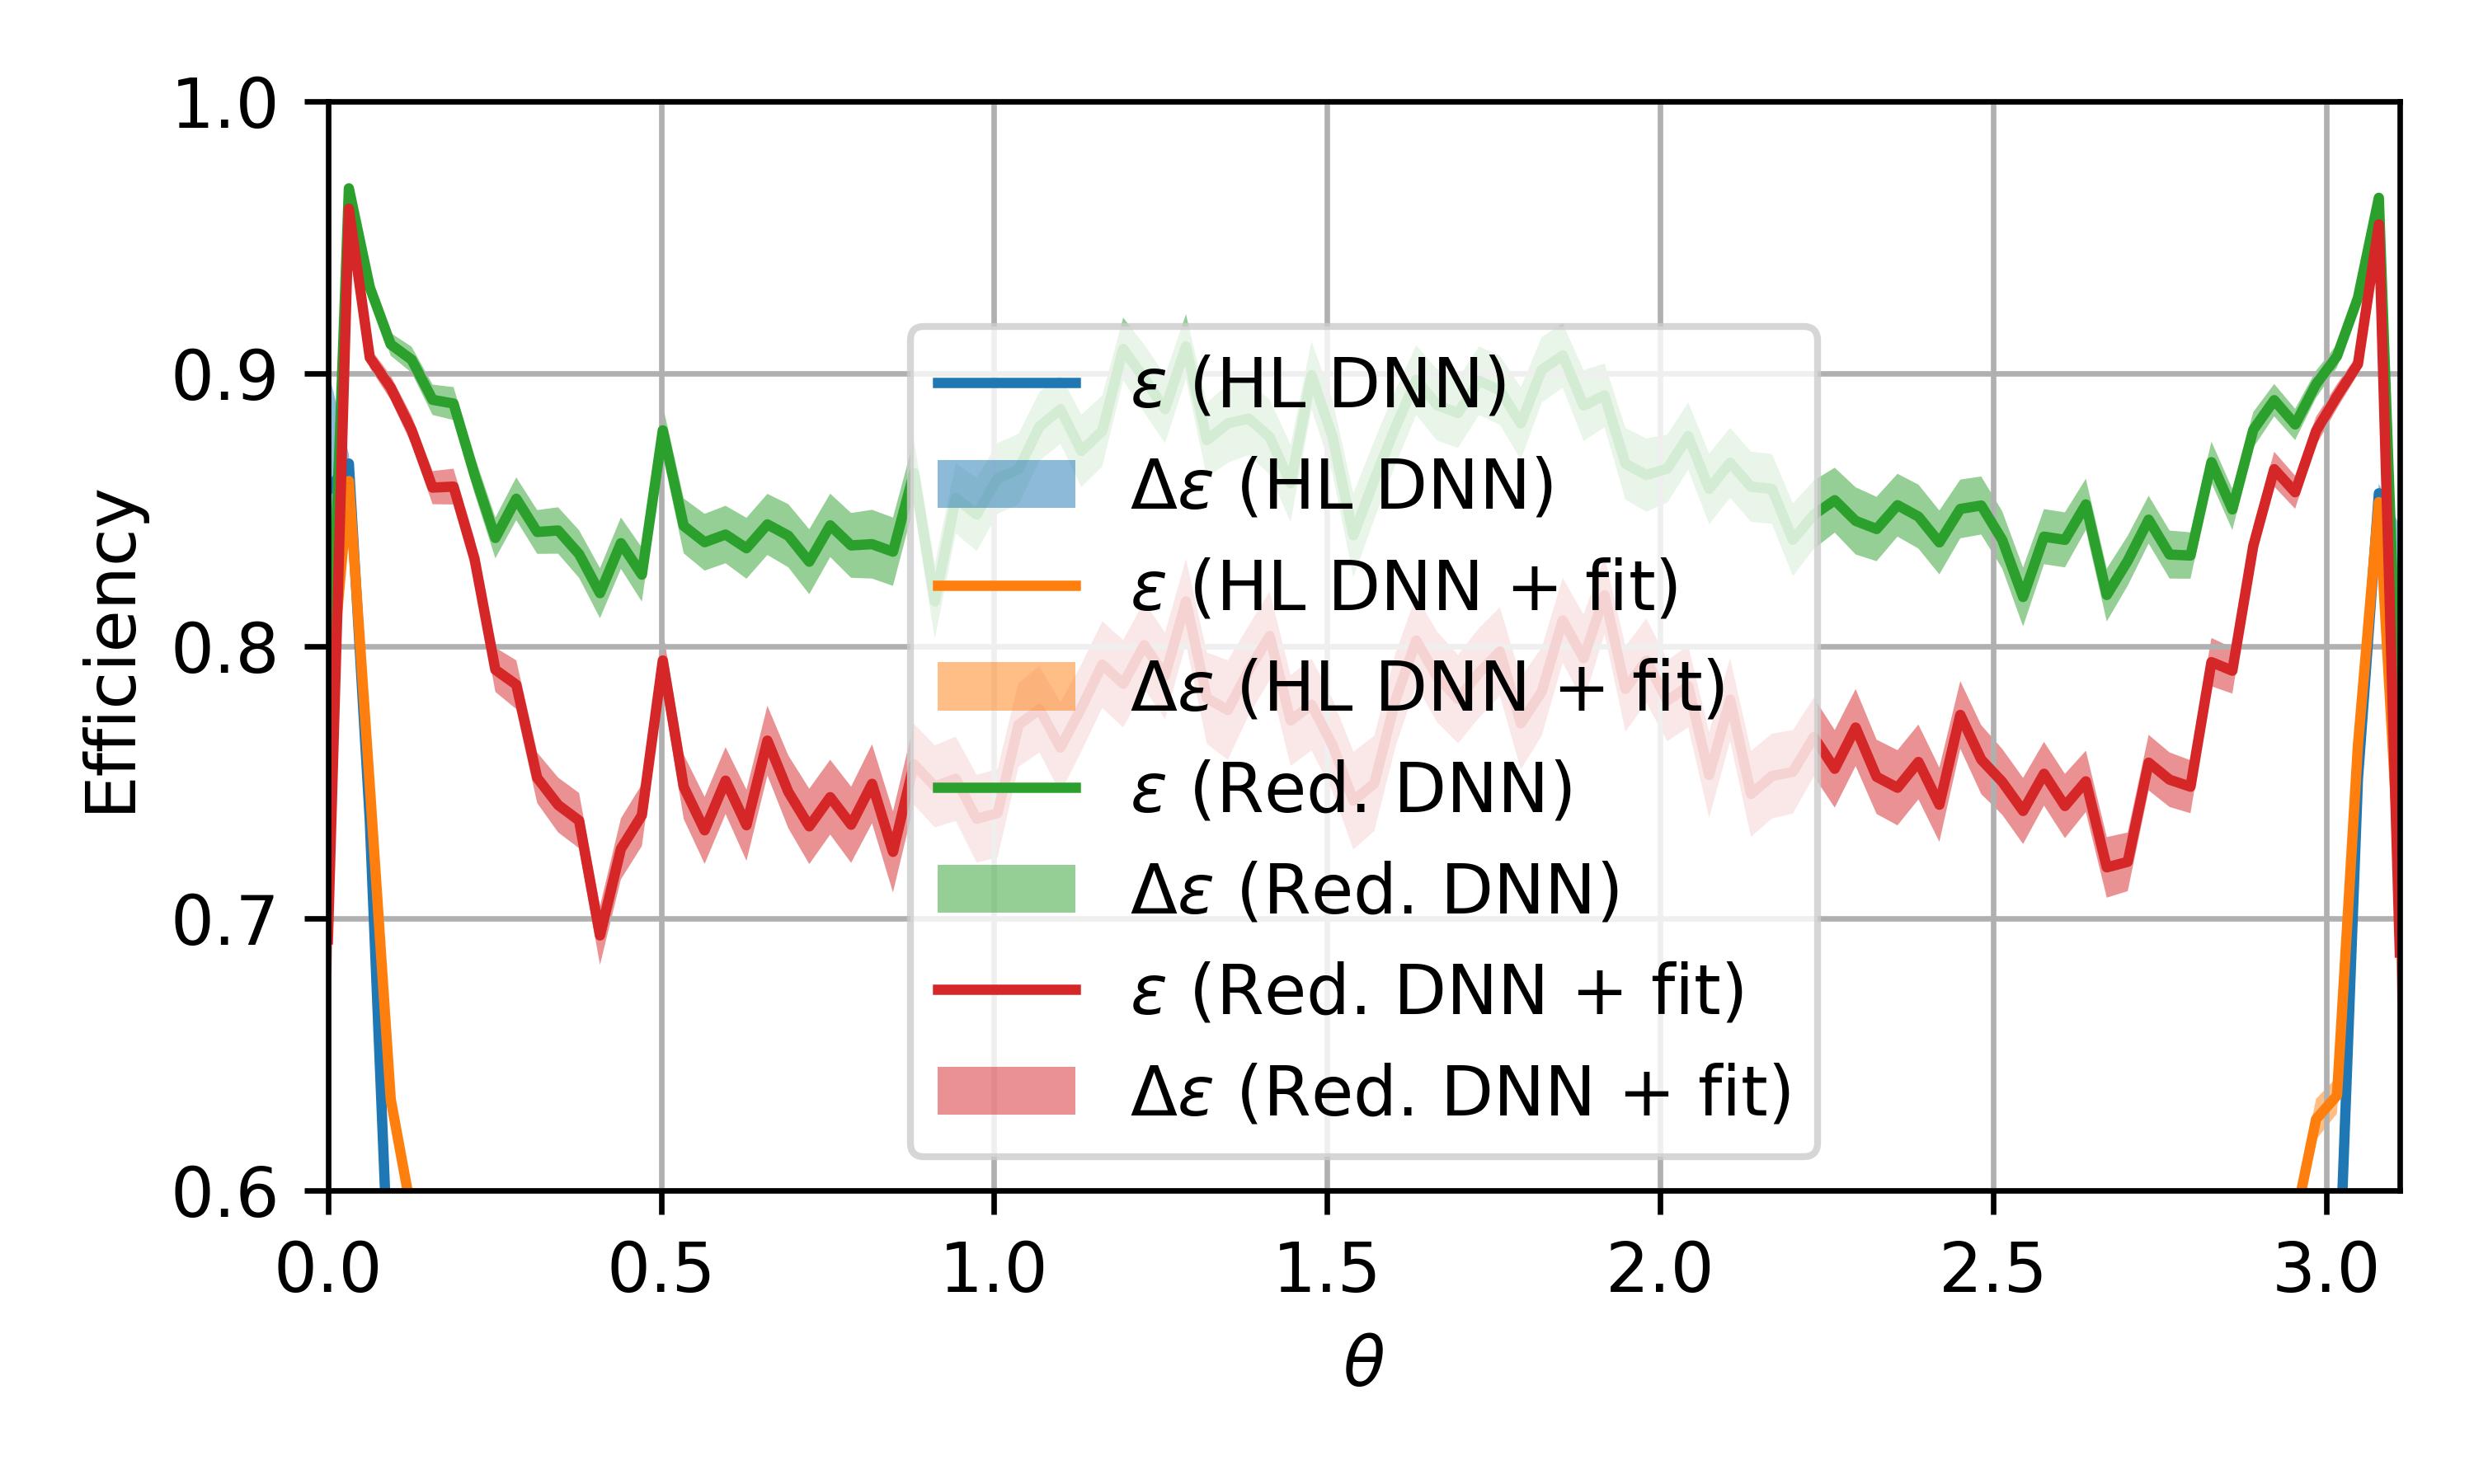 1.0
0.9
0.8
0.7
0.6
Efficiency
ε (HL DNN)
Δε (HL DNN)
ε (HL DNN + fit)
Δε (HL DNN + fit)
ε (Red. DNN)
Δε (Red. DNN)
ε (Red. DNN + fit)
Δε (Red. DNN + fit)
0.0 0.5 1.0 1.5 2.0 2.5 3.0
θ